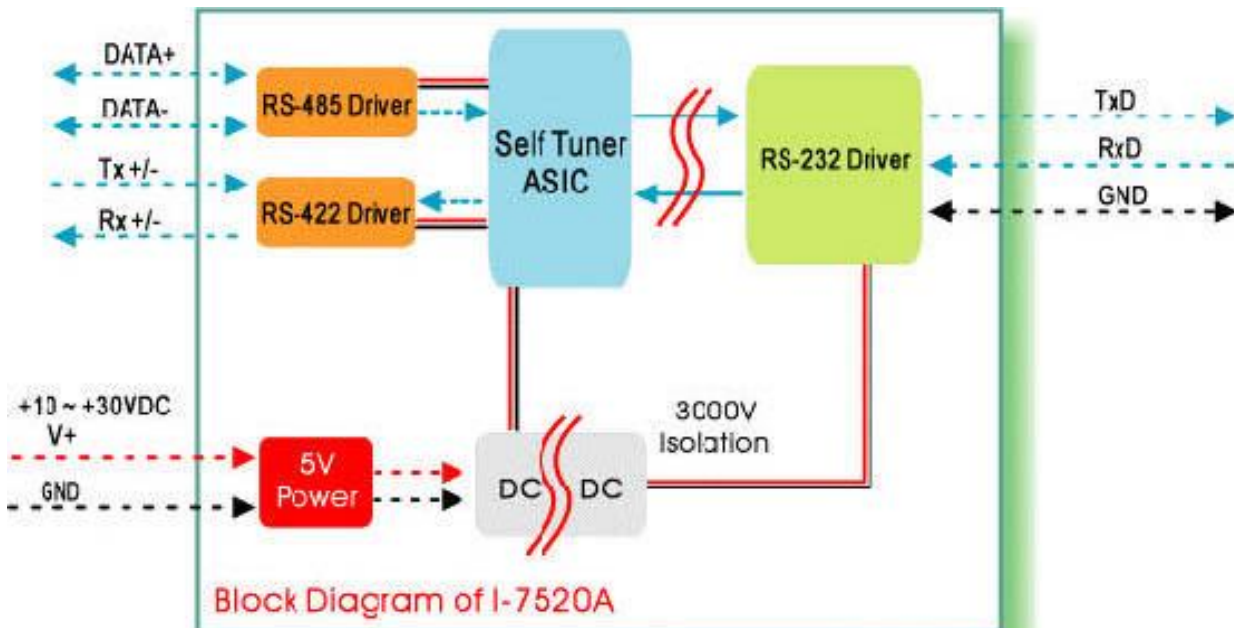 DATA+
DATA-
Tx +/-
Rx +/-
RS-485 Driver
RS-422 Driver
Self Tuner
ASIC
RS-232 Driver
TxD
RxD
GND
+10 ~ +30VDC
V+
GND
5V
Power
DC
DC
3000V
Isolation
Block Diagram of I-7520A